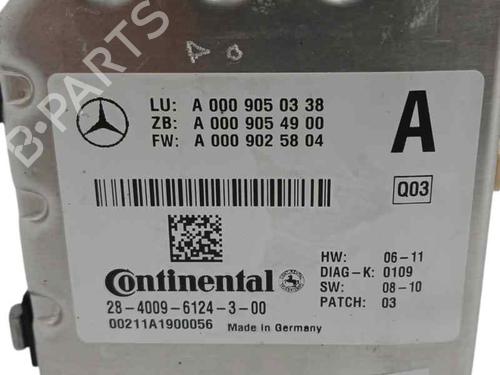 LU: A 000 905 03 38
ZB: A 000 905 49 00
FW: A 000 902 58 04
A
Q03
Continental
28-4009-6124-3-00
00211A1900056 Made in Germany
HW: 06-11
DIAG-K: 0109
SW: 08-10
PATCH: 03
B-PARTS